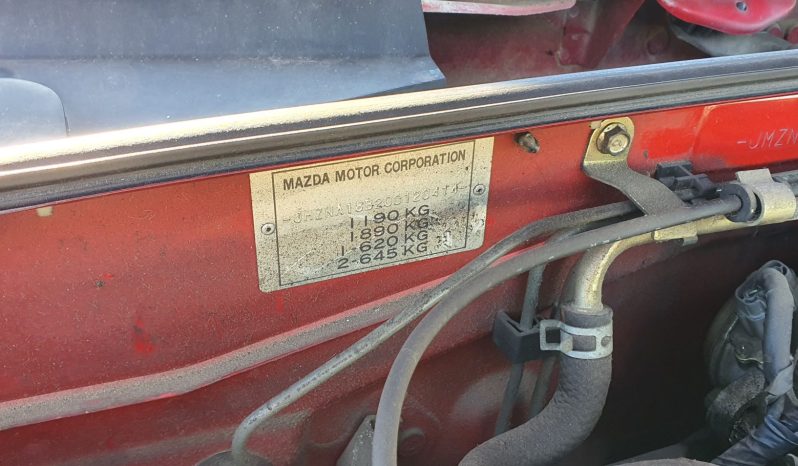 MAZDA MOTOR CORPORATION
1190 KG
1890 KG
1-620 KG
2-645 KG
-JMZN